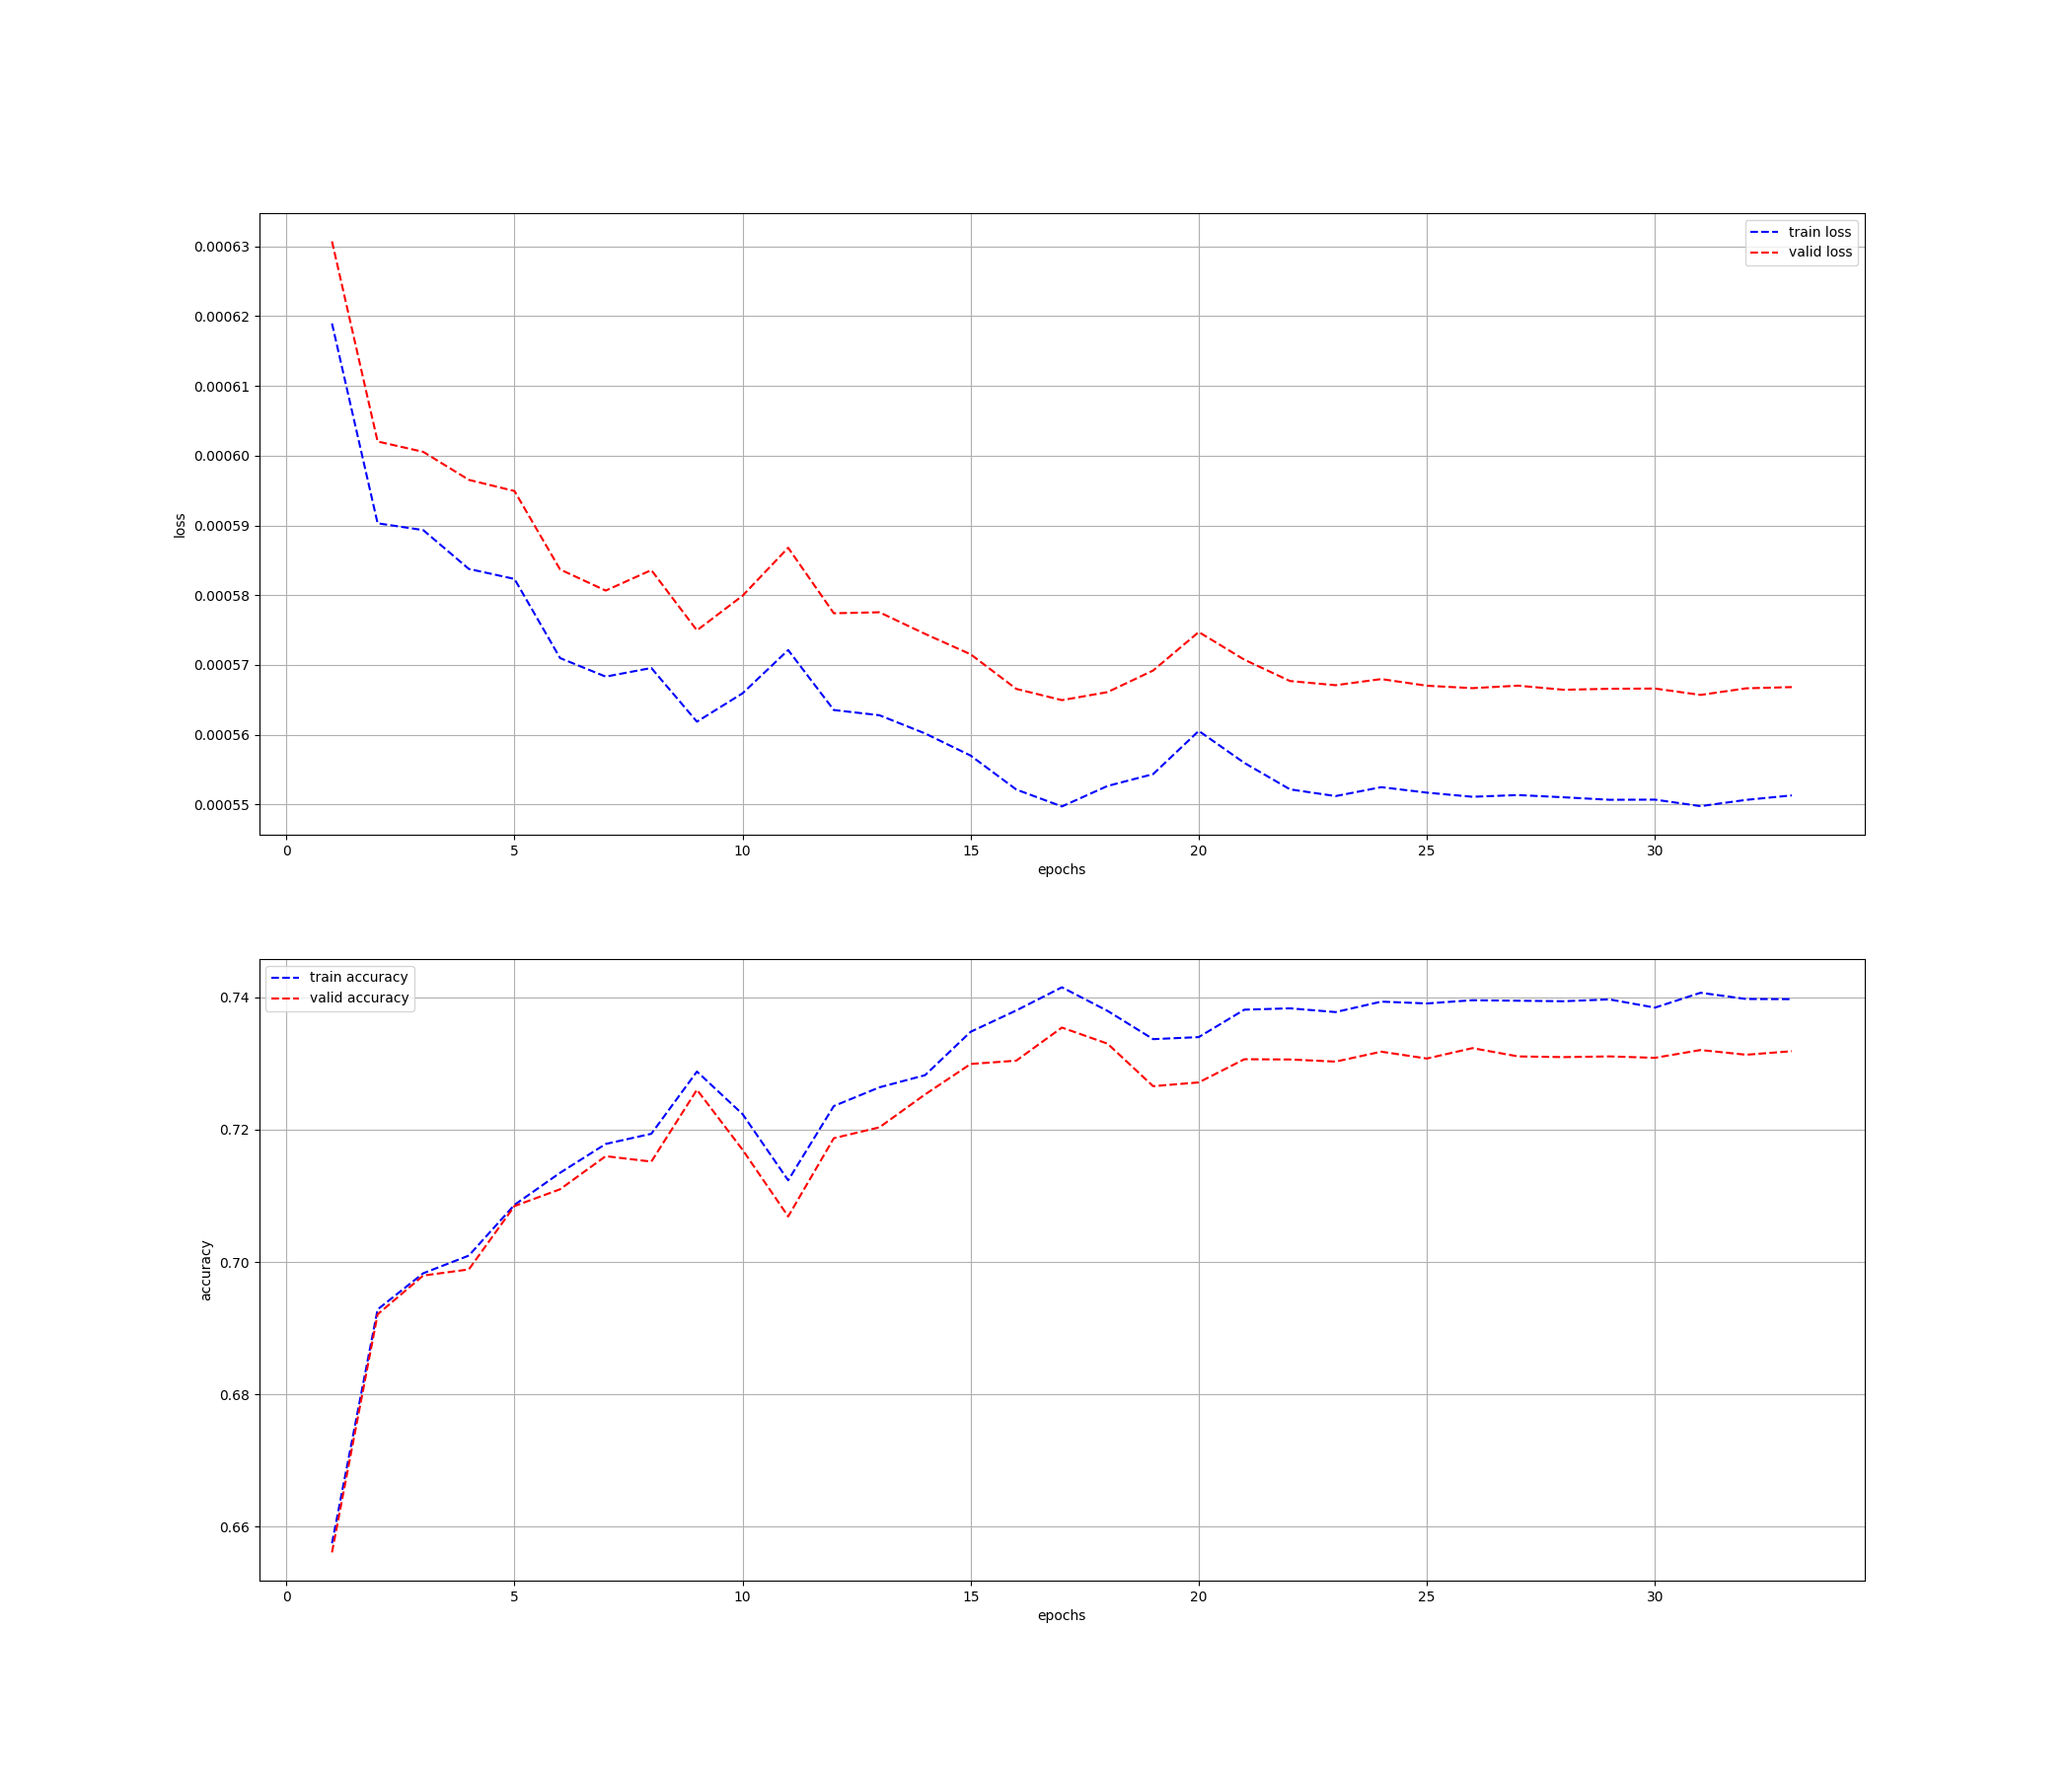 0.00063
0.00062
0.00061
0.00060
0.00059
0.00058
0.00057
0.00056
0.00055
loss
train loss
valid loss
0 5 10 15 20 25 30
epochs
0.74
0.72
0.70
0.68
0.66
accuracy
train accuracy
valid accuracy
0 5 10 15 20 25 30
epochs